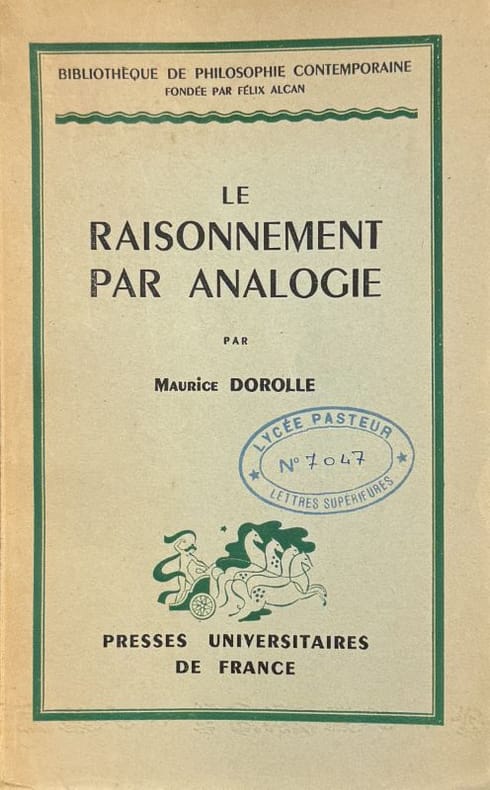 BIBLIOTHÈQUE DE PHILOSOPHIE CONTEMPORAINE
FONDÉE PAR FÉLIX ALCAN
LE
RAISONNEMENT
PAR ANALOGIE
PAR
MAURICE DOROLLE
LYCÉE PASTEUR
N° 7047
LETTRES SUPÉRIEURES
PRESSES UNIVERSITAIRES
DE FRANCE